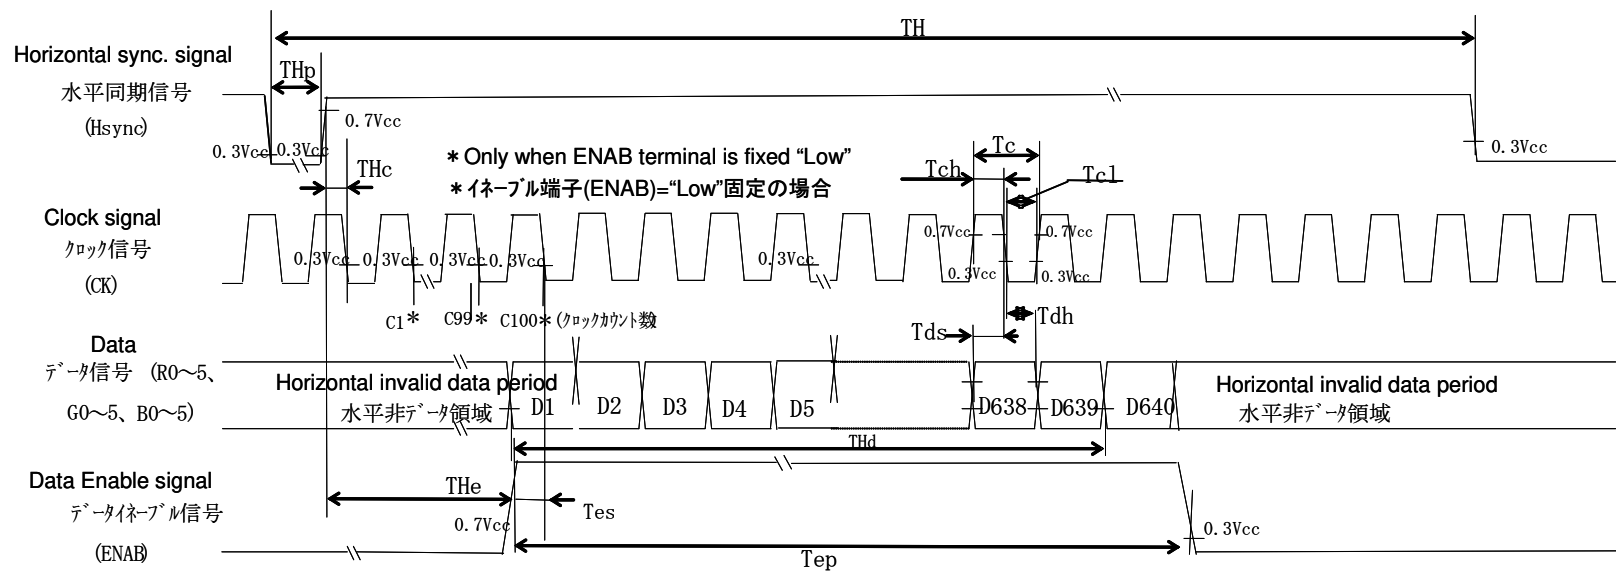 TH
Horizontal sync. signal
THp
水平同期信号
(Hsync)
0.7Vcc
0.3Vcc
0.3Vcc
0.3Vcc
THc
* Only when ENAB terminal is fixed “Low”
* イネーブル端子(ENAB)=“Low”固定の場合
Tc
Tch
Tcl
Clock signal
クロック信号
(CK)
0.3Vcc
0.3Vcc
0.3Vcc
0.3Vcc
0.3Vcc
0.7Vcc
0.7Vcc
0.3Vcc
0.3Vcc
C1*
C99*
C100* (クロックカウント数
Tds
Tdh
Data
データ信号 (R0～5、
G0～5、B0～5)
Horizontal invalid data period
水平非データ領域
D1
D2
D3
D4
D5
D638
D639
D640
Horizontal invalid data period
水平非データ領域
THd
Data Enable signal
データイネーブル信号
(ENAB)
THe
Tes
0.7Vcc
0.3Vcc
Tep